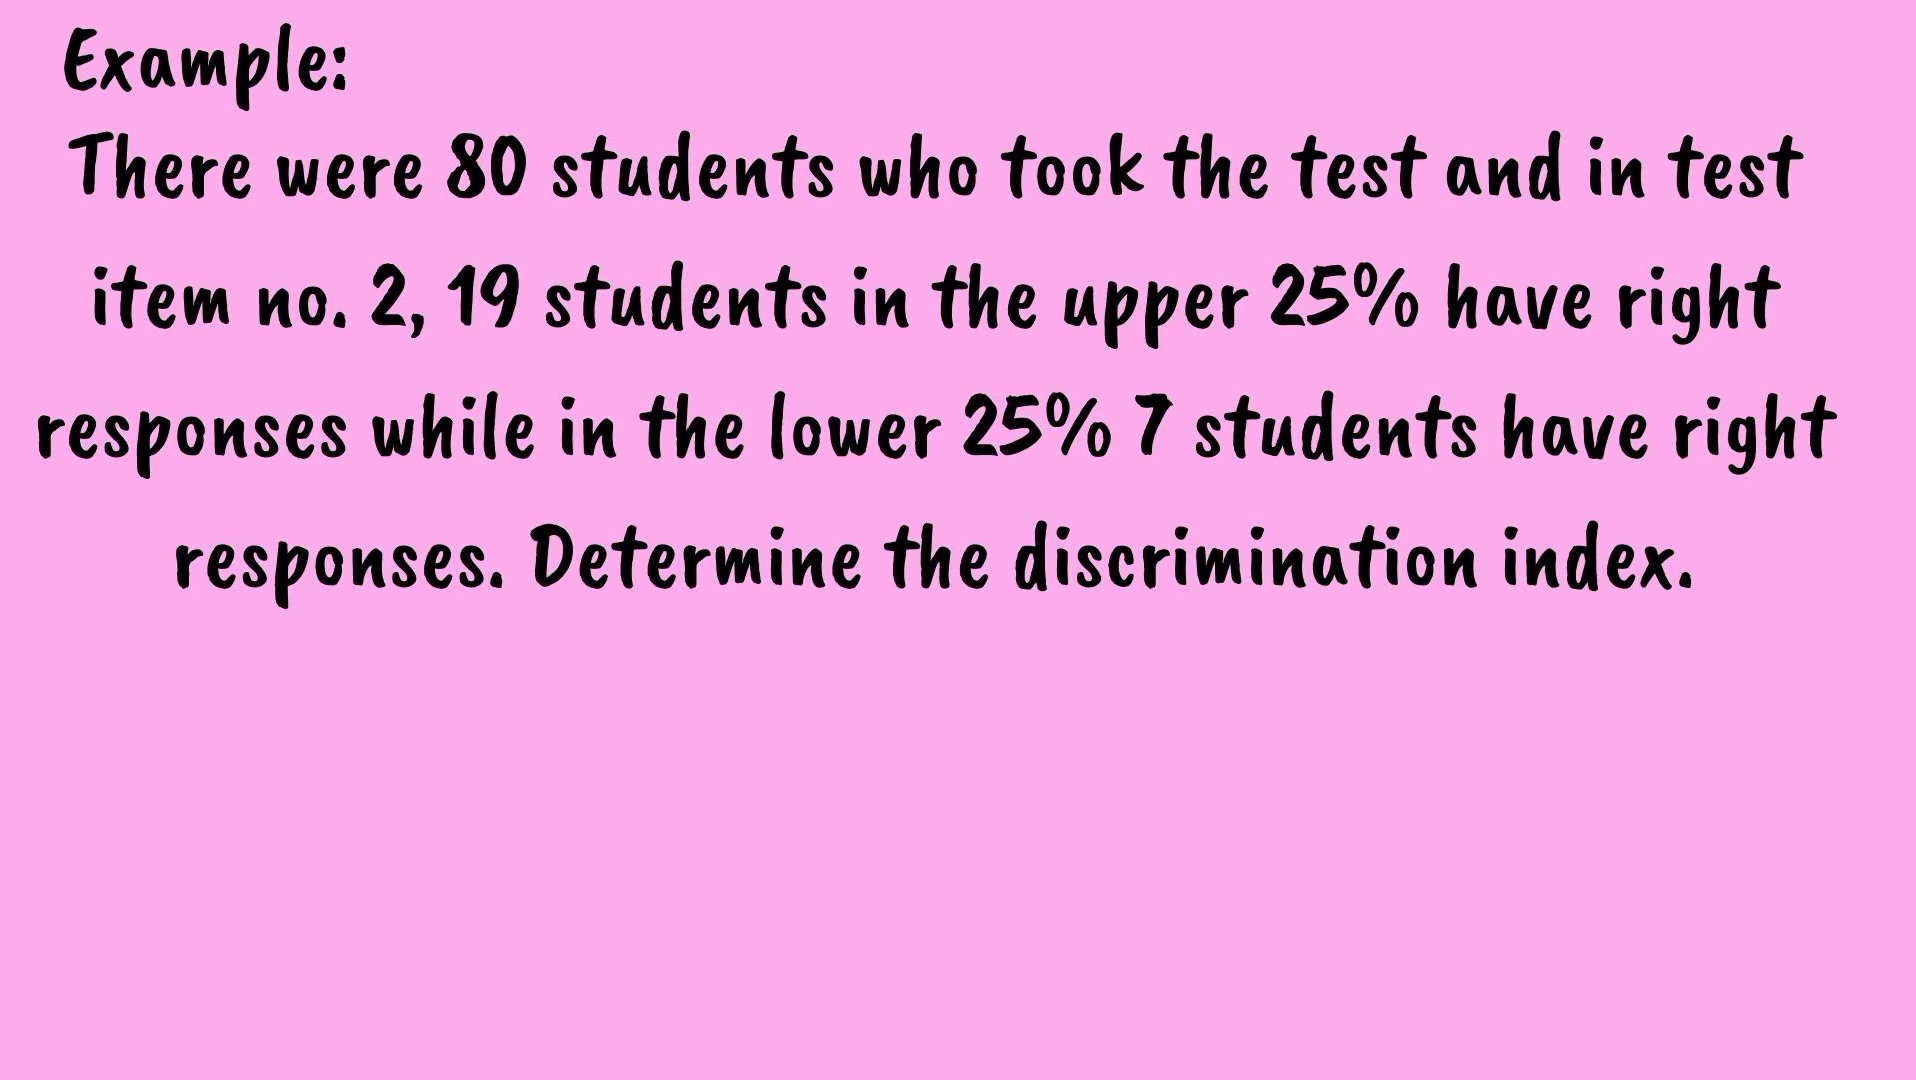 Example:
There were 80 students who took the test and in test
item no. 2, 19 students in the upper 25% have right
responses while in the lower 25% 7 students have right
responses. Determine the discrimination index.